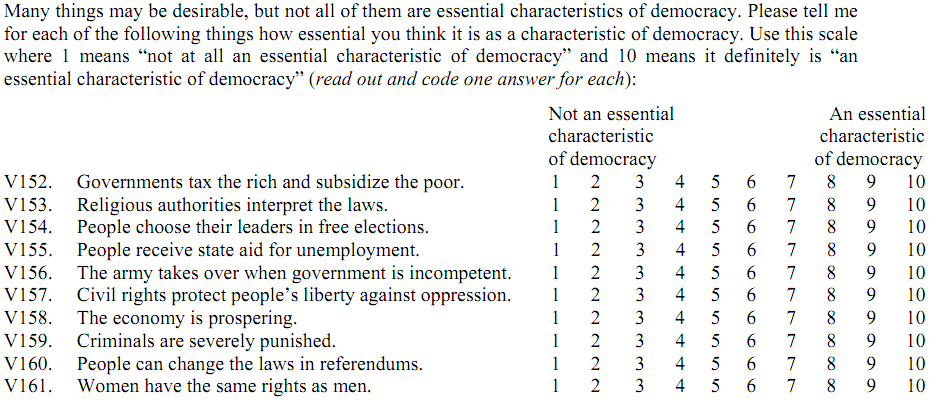 Many things may be desirable, but not all of them are essential characteristics of democracy. Please tell me
for each of the following things how essential you think it is as a characteristic of democracy. Use this scale
where 1 means “not at all an essential characteristic of democracy” and 10 means it definitely is “an
essential characteristic of democracy” (read out and code one answer for each):
Not an essential An essential
characteristic characteristic
of democracy of democracy
V152. Governments tax the rich and subsidize the poor. 1 2 3 4 5 6 7 8 9 10
V153. Religious authorities interpret the laws. 1 2 3 4 5 6 7 8 9 10
V154. People choose their leaders in free elections. 1 2 3 4 5 6 7 8 9 10
V155. People receive state aid for unemployment. 1 2 3 4 5 6 7 8 9 10
V156. The army takes over when government is incompetent. 1 2 3 4 5 6 7 8 9 10
V157. Civil rights protect people’s liberty against oppression. 1 2 3 4 5 6 7 8 9 10
V158. The economy is prospering. 1 2 3 4 5 6 7 8 9 10
V159. Criminals are severely punished. 1 2 3 4 5 6 7 8 9 10
V160. People can change the laws in referendums. 1 2 3 4 5 6 7 8 9 10
V161. Women have the same rights as men. 1 2 3 4 5 6 7 8 9 10